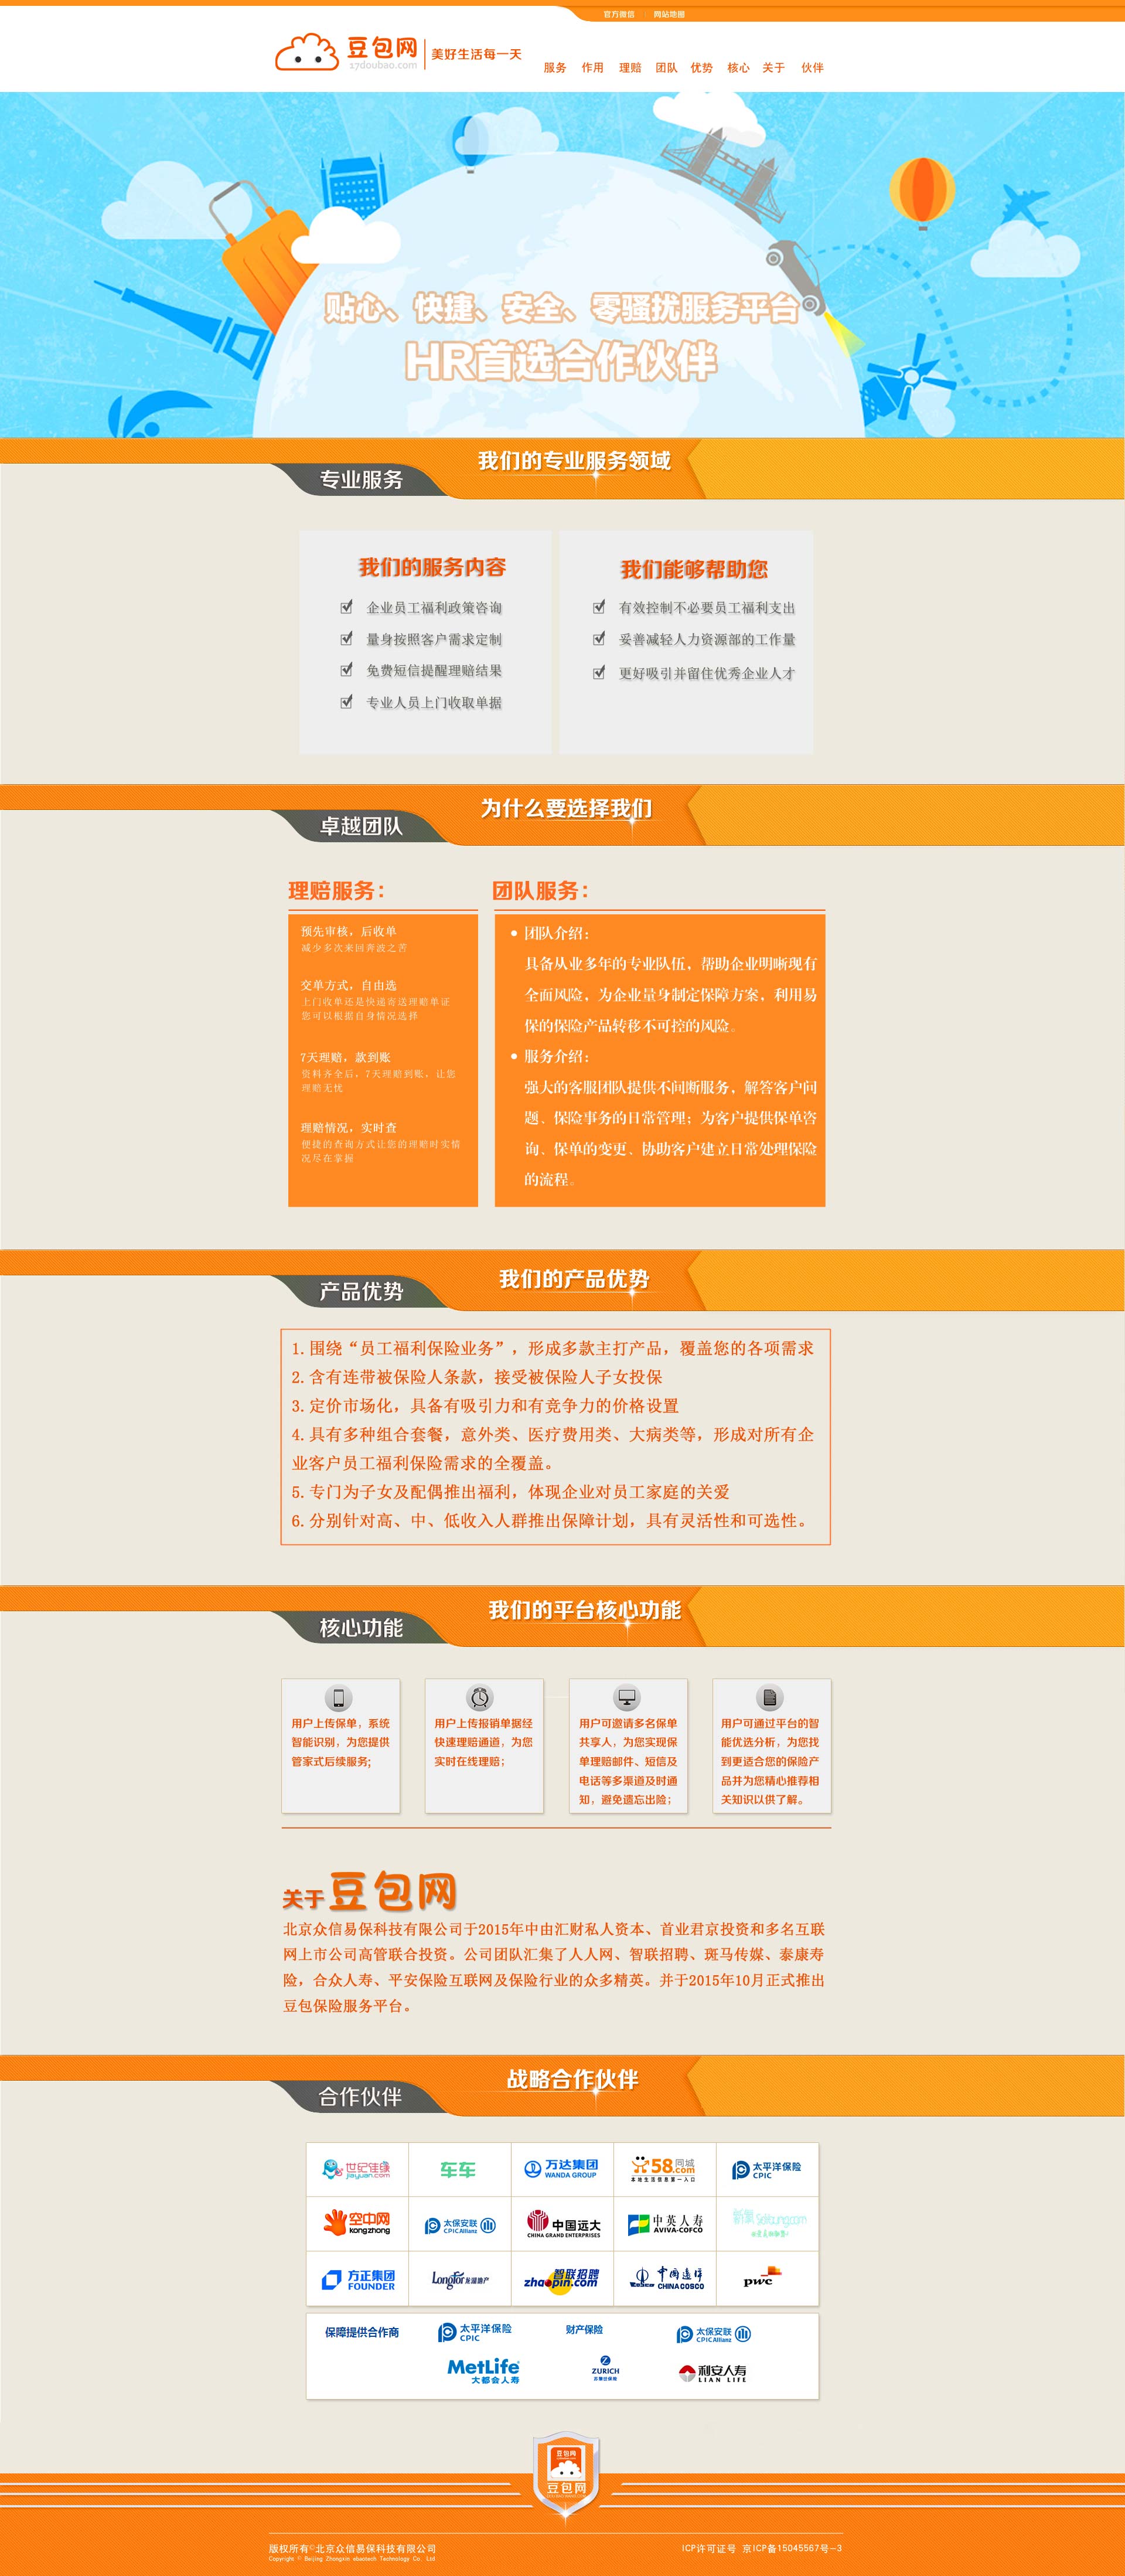 官方微信 网站地图
豆包网
17doubao.com
美好生活每一天
服务 作用 理赔 团队 优势 核心 关于 伙伴
贴心、快捷、安全、零骚扰服务平台
HR首选合作伙伴
我们的专业服务领域
专业服务
我们的服务内容
企业员工福利政策咨询
量身按照客户需求定制
免费短信提醒理赔结果
专业人员上门收取单据
我们能够帮助您
有效控制不必要员工福利支出
妥善减轻人力资源部的工作量
更好吸引并留住优秀企业人才
为什么要选择我们
卓越团队
理赔服务：
预先审核，后收单
减少多次来回奔波之苦
交单方式，自由选
上门收单还是快递寄送理赔单证
您可以根据自身情况选择
7天理赔，款到账
资料齐全后，7天理赔到账，让您
理赔无忧
理赔情况，实时查
便捷的查询方式让您的理赔时实情
况尽在掌握
团队服务：
• 团队介绍：
具备从业多年的专业队伍，帮助企业明晰现有
全面风险，为企业量身制定保障方案，利用易
保的保险产品转移不可控的风险。
• 服务介绍：
强大的客服团队提供不间断服务，解答客户问
题、保险事务的日常管理；为客户提供保单咨
询、保单的变更、协助客户建立日常处理保险
的流程。
我们的产品优势
产品优势
1. 围绕“员工福利保险业务”，形成多款主打产品，覆盖您的各项需求
2. 含有连带被保险人条款，接受被保险人子女投保
3. 定价市场化，具备有吸引力和有竞争力的价格设置
4. 具有多种组合套餐，意外类、医疗费用类、大病类等，形成对所有企
业客户员工福利保险需求的全覆盖。
5. 专门为子女及配偶推出福利，体现企业对员工家庭的关爱
6. 分别针对高、中、低收入人群推出保障计划，具有灵活性和可选性。
我们的平台核心功能
核心功能
用户上传保单，系统
智能识别，为您提供
管家式后续服务;
用户上传报销单据经
快速理赔通道，为您
实时在线理赔；
用户可邀请多名保单
共享人，为您实现保
单理赔邮件、短信及
电话等多渠道及时通
知，避免遗忘出险；
用户可通过平台的智
能优选分析，为您找
到更适合您的保险产
品并为您精心推荐相
关知识以供了解。
关于豆包网
北京众信易保科技有限公司于2015年中由汇财私人资本、首业君京投资和多名互联
网上市公司高管联合投资。公司团队汇集了人人网、智联招聘、斑马传媒、泰康寿
险，合众人寿、平安保险互联网及保险行业的众多精英。并于2015年10月正式推出
豆包保险服务平台。
战略合作伙伴
合作伙伴
世纪佳缘 jiayuan.com
车车
万达集团 WANDA GROUP
58同城 .com 本地生活信息第一入口
太平洋保险 CPIC
空中网 kongzhong
太保安联 CPIC Allianz
中国远大 CHINA GRAND ENTERPRISES
中英人寿 AVIVA-COFCO
方正集团 FOUNDER
Longfor 龙湖地产
智联招聘 zhaopin.com
中国远洋 COSCO CHINA COSCO
pwc
保障提供合作商
太平洋保险 CPIC
财产保险
太保安联 CPIC Allianz
MetLife 大都会人寿
ZURICH
利安人寿 LIAN LIFE
豆包网
豆包网
版权所有©北京众信易保科技有限公司
ICP许可证号 京ICP备15045567号-3
Copyright © Beijing Zhongxin ebaotech Technology Co. Ltd